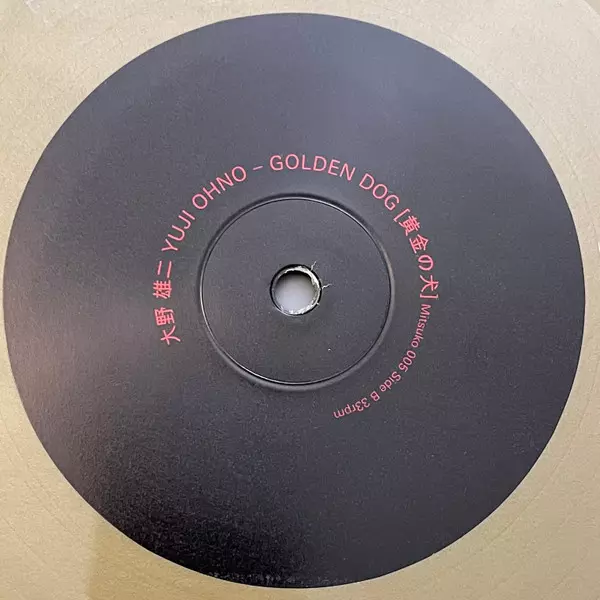 大野 雄二 YUJI OHNO – GOLDEN DOG [黄金の犬] Mitsuko 005 Side B 33rpm